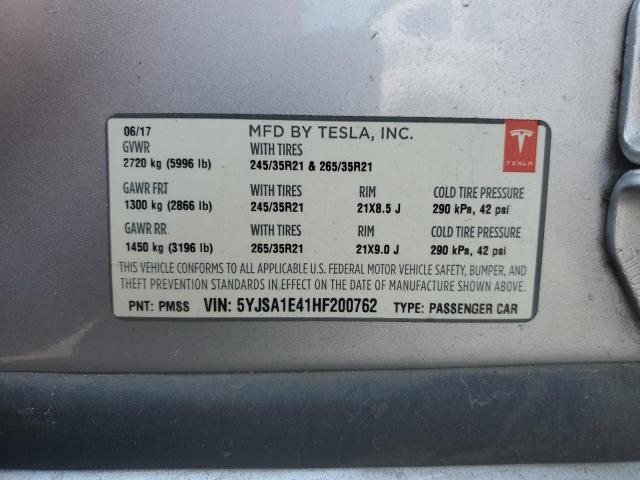 06/17 MFD BY TESLA, INC.
GVWR WITH TIRES
2720 kg (5996 lb) 245/35R21 & 265/35R21
TESLA
GAWR FRT WITH TIRES RIM COLD TIRE PRESSURE
1300 kg (2866 lb) 245/35R21 21X8.5 J 290 kPa, 42 psi
GAWR RR WITH TIRES RIM COLD TIRE PRESSURE
1450 kg (3196 lb) 265/35R21 21X9.0 J 290 kPa, 42 psi
THIS VEHICLE CONFORMS TO ALL APPLICABLE U.S. FEDERAL MOTOR VEHICLE SAFETY, BUMPER, AND
THEFT PREVENTION STANDARDS IN EFFECT ON THE DATE OF MANUFACTURE SHOWN ABOVE.
PNT: PMSS VIN: 5YJSA1E41HF200762 TYPE: PASSENGER CAR